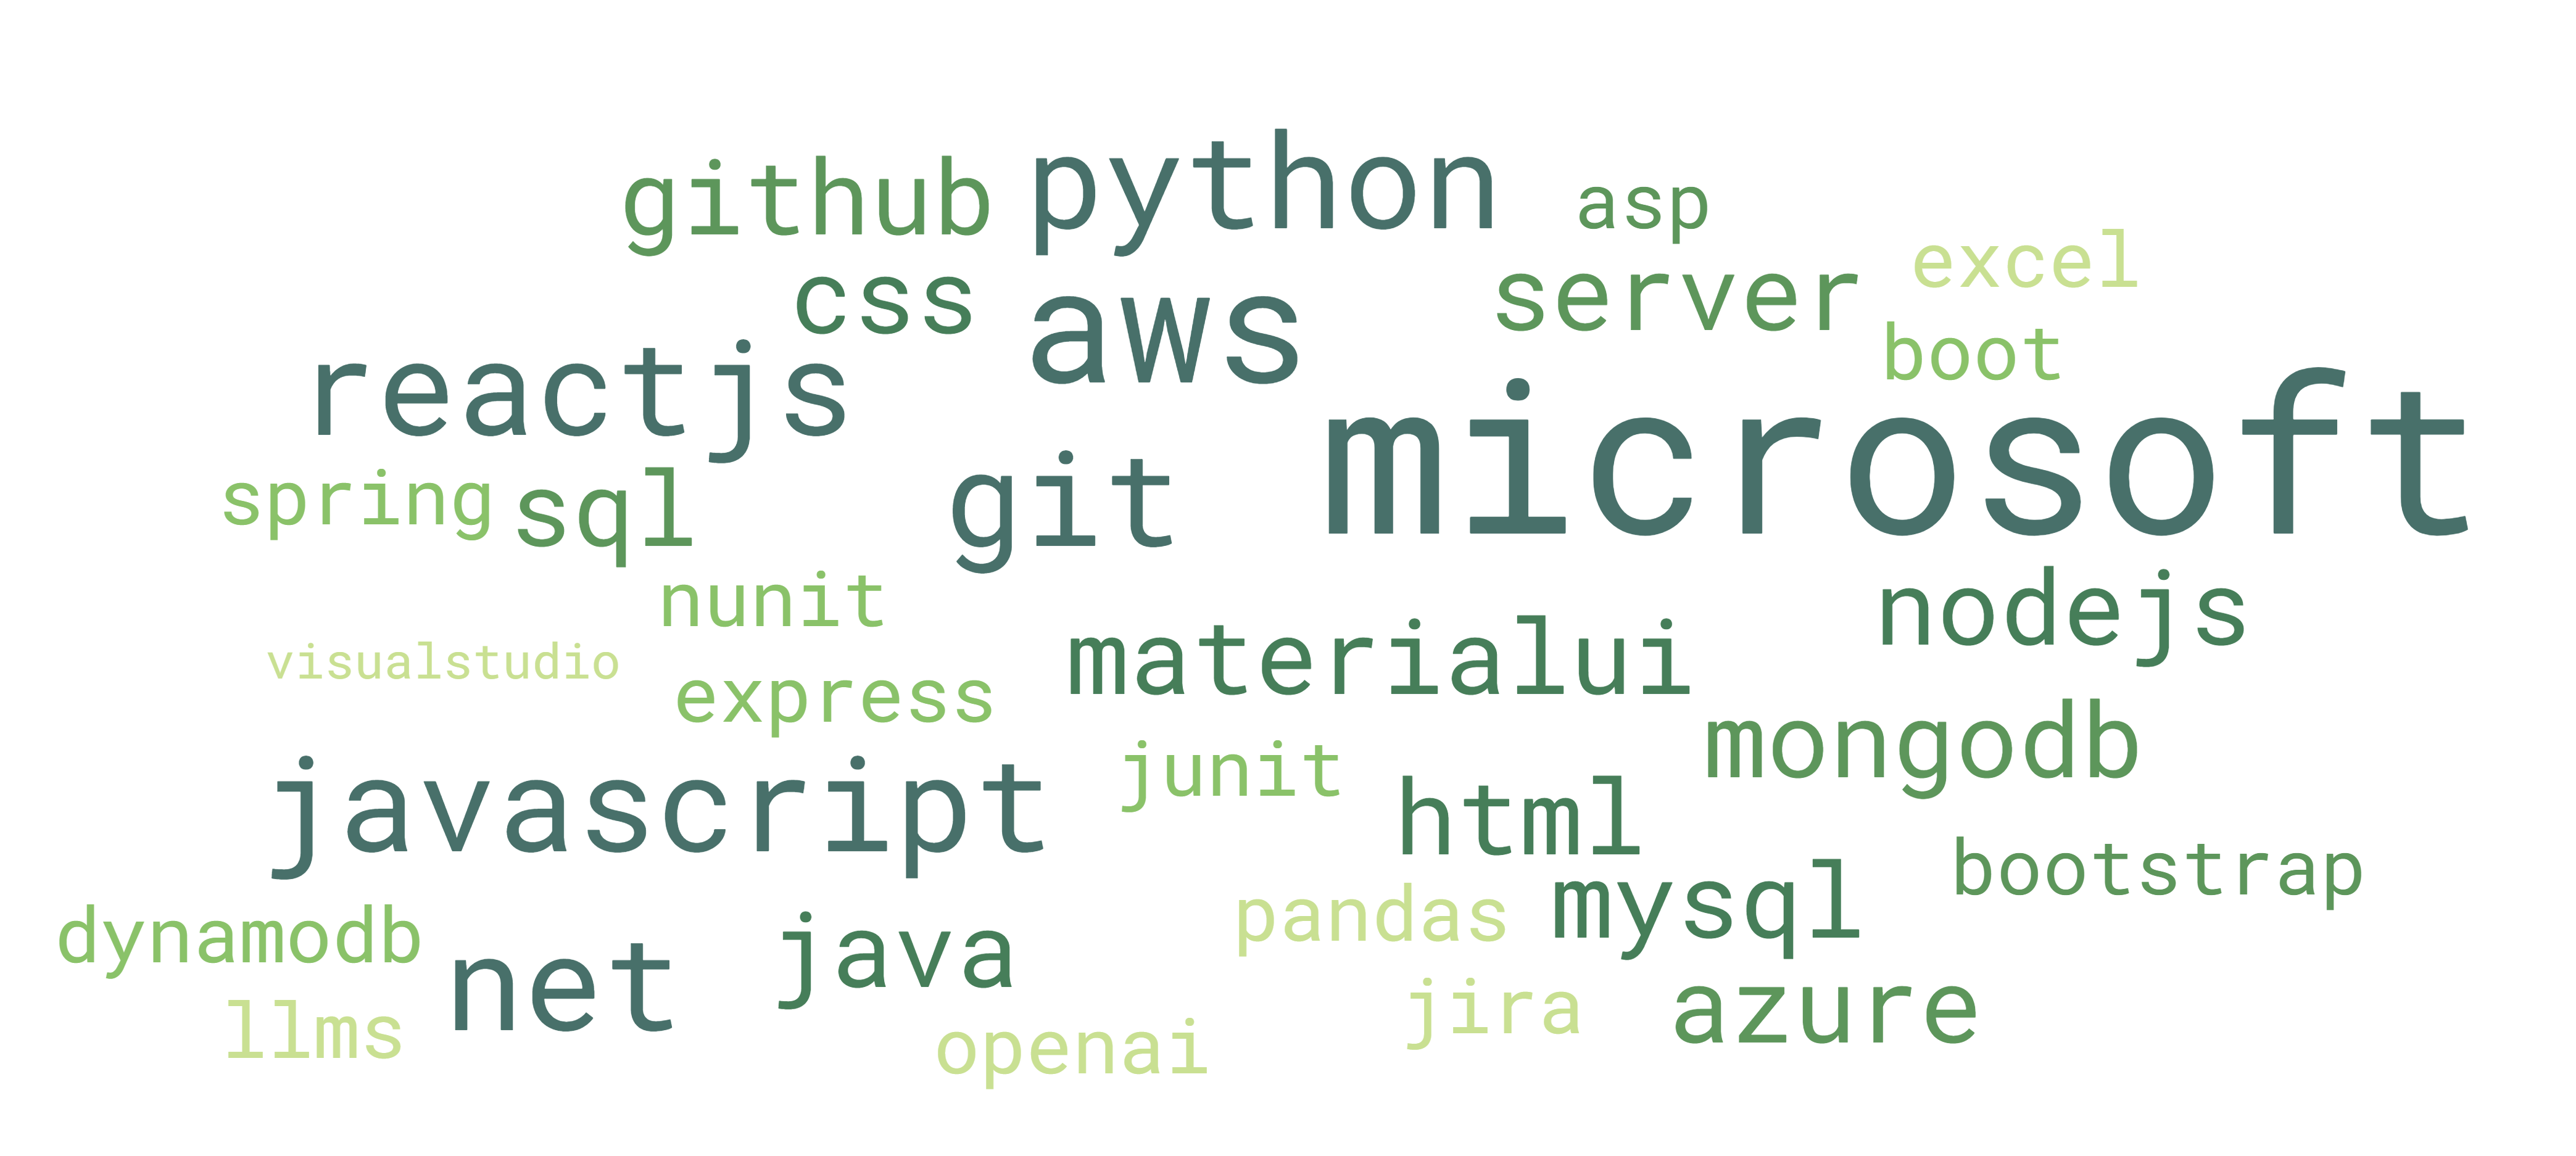 github python asp
css aws server excel
reactjs boot
microsoft
spring sql git
nunit nodejs
visualstudio materialui
express mongodb
javascript junit html
bootstrap
dynamodb pandas mysql
net java
llms openai jira azure